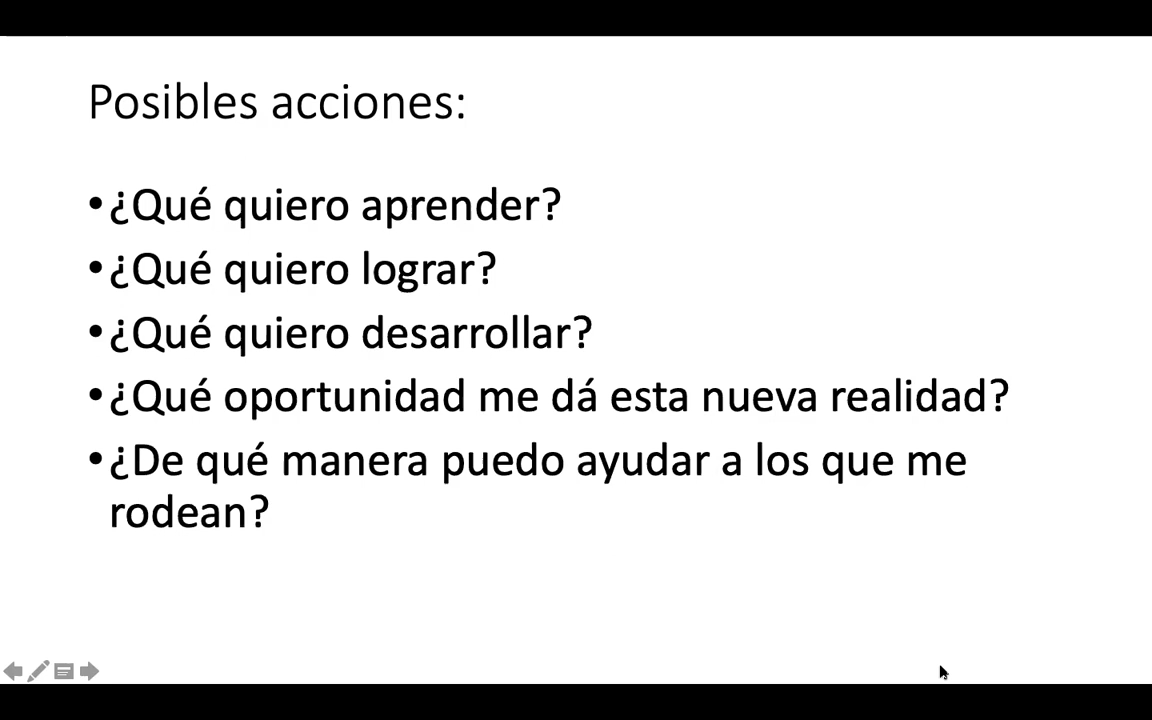 Posibles acciones:
•¿Qué quiero aprender?
•¿Qué quiero lograr?
•¿Qué quiero desarrollar?
•¿Qué oportunidad me dá esta nueva realidad?
•¿De qué manera puedo ayudar a los que me
rodean?